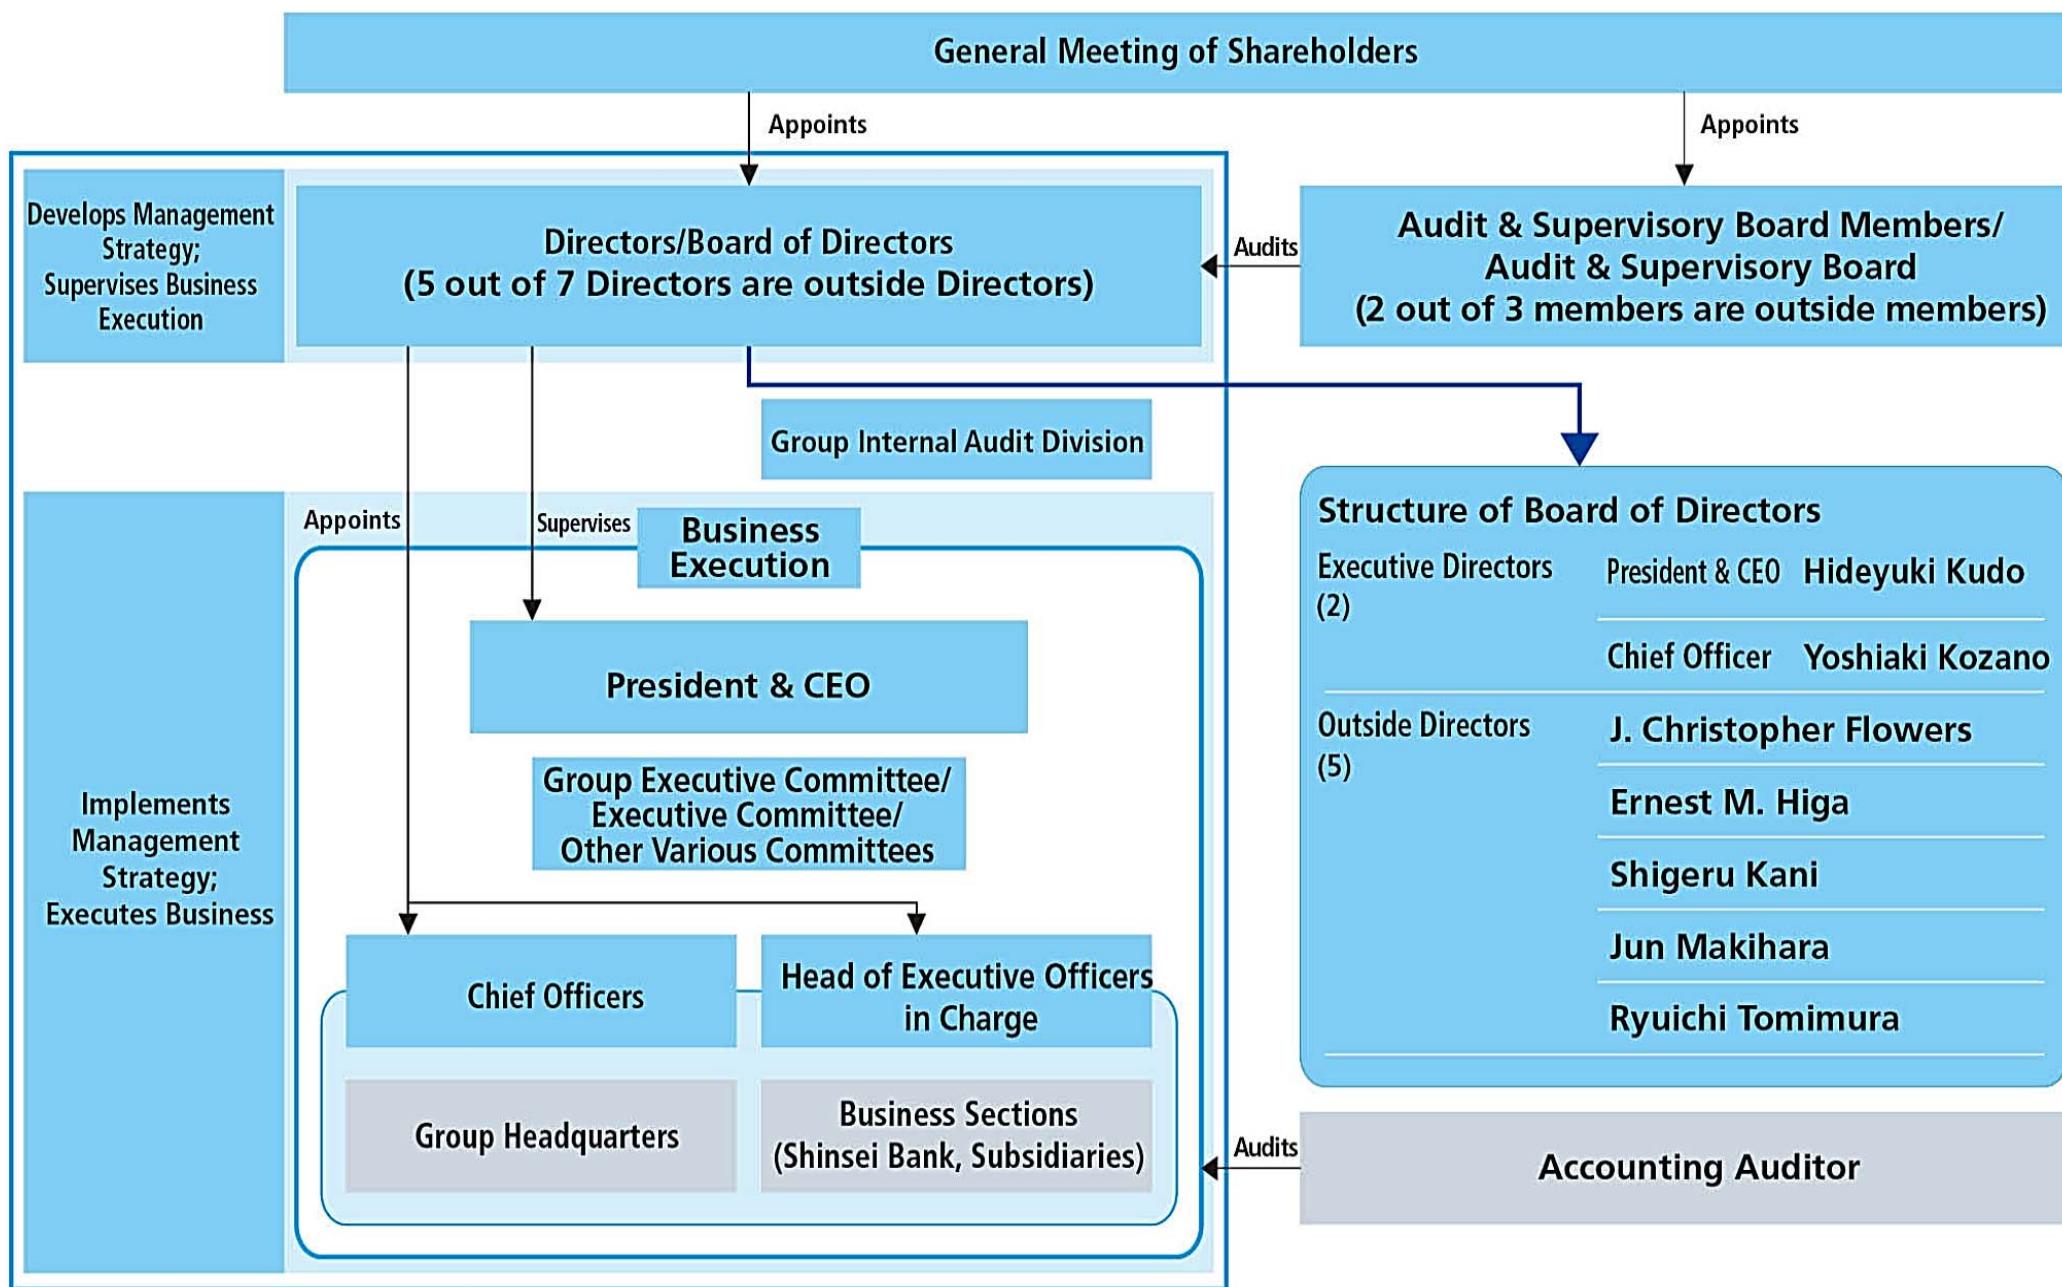 General Meeting of Shareholders
Appoints
Appoints
Develops Management
Strategy;
Supervises Business
Execution
Directors/Board of Directors
(5 out of 7 Directors are outside Directors)
Audits
Audit & Supervisory Board Members/
Audit & Supervisory Board
(2 out of 3 members are outside members)
Group Internal Audit Division
Appoints
Supervises
Business
Execution
President & CEO
Group Executive Committee/
Executive Committee/
Other Various Committees
Implements
Management
Strategy;
Executes Business
Chief Officers
Head of Executive Officers
in Charge
Group Headquarters
Business Sections
(Shinsei Bank, Subsidiaries)
Structure of Board of Directors
Executive Directors
(2)
President & CEO Hideyuki Kudo
Chief Officer Yoshiaki Kozano
Outside Directors
(5)
J. Christopher Flowers
Ernest M. Higa
Shigeru Kani
Jun Makihara
Ryuichi Tomimura
Audits
Accounting Auditor